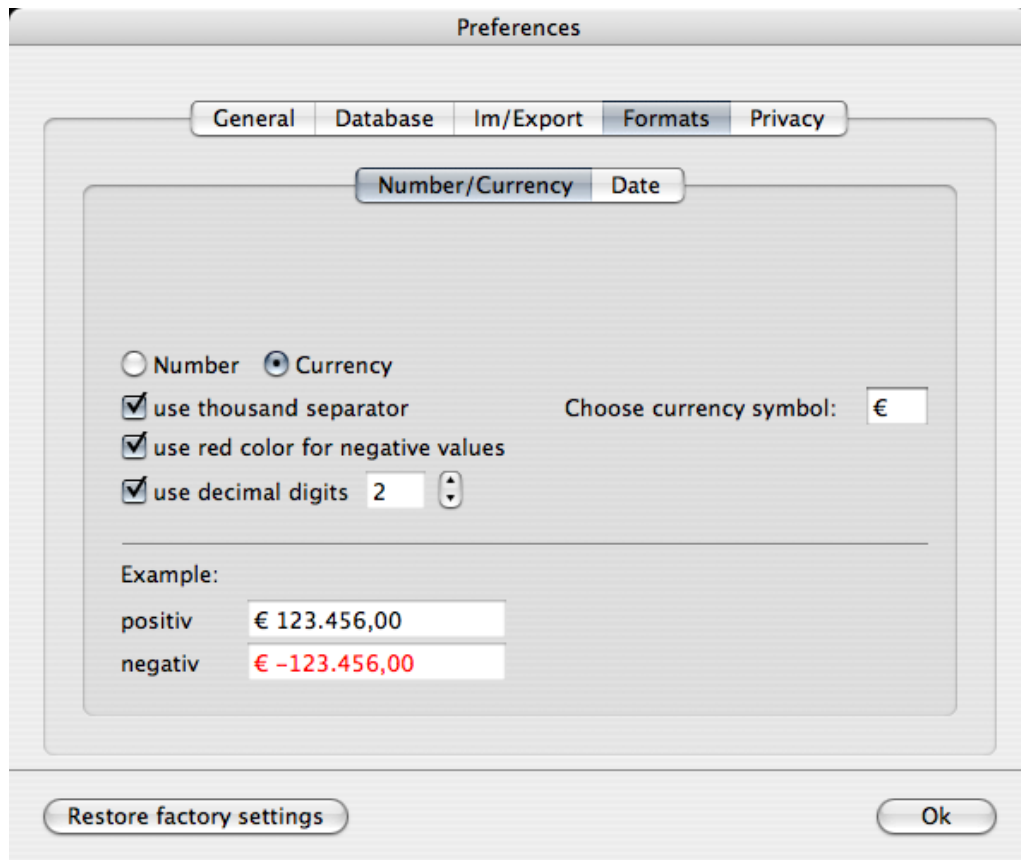 Preferences
General Database Im/Export Formats Privacy
Number/Currency Date
Number Currency
use thousand separator Choose currency symbol: €
use red color for negative values
use decimal digits 2
Example:
positiv € 123.456,00
negativ € -123.456,00
Restore factory settings Ok